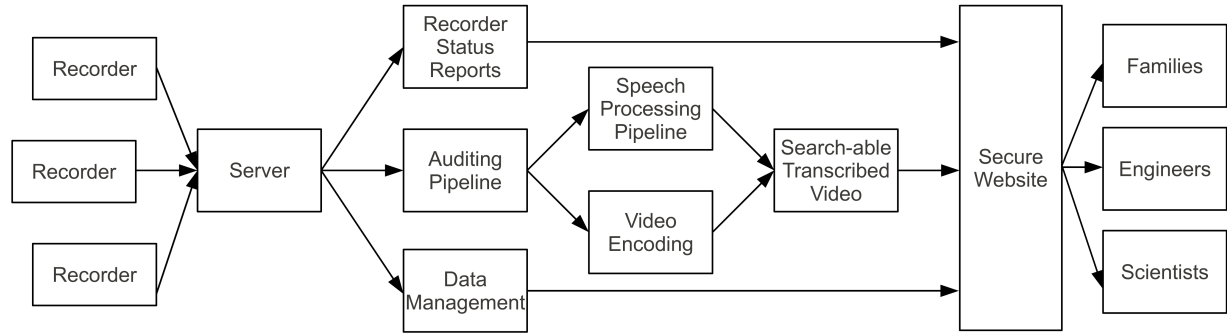 Recorder
Recorder
Recorder
Server
Recorder
Status
Reports
Auditing
Pipeline
Data
Management
Speech
Processing
Pipeline
Video
Encoding
Search-able
Transcribed
Video
Secure
Website
Families
Engineers
Scientists